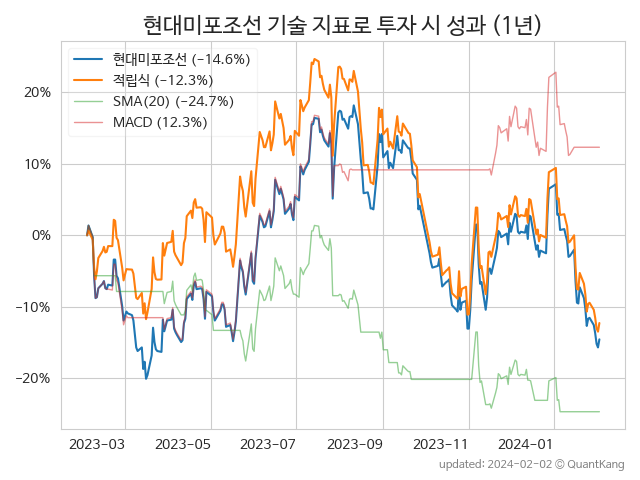 현대미포조선 기술 지표로 투자 시 성과 (1년)
현대미포조선 (−14.6%)
적립식 (−12.3%)
SMA(20) (−24.7%)
MACD (12.3%)
20%
10%
0%
−10%
−20%
2023-03
2023-05
2023-07
2023-09
2023-11
2024-01
updated: 2024-02-02 © QuantKang